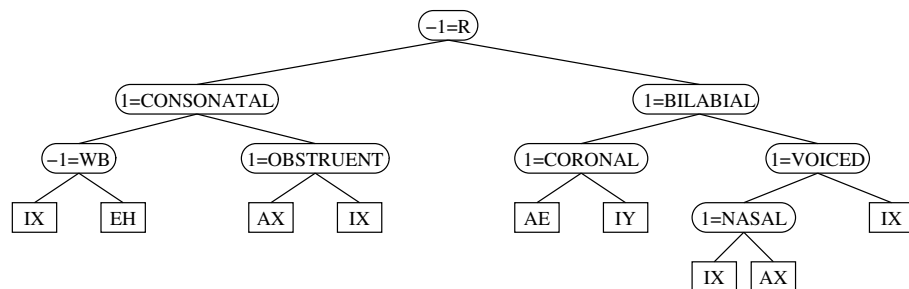 −1=R
1=CONSONATAL 1=BILABIAL
−1=WB 1=OBSTRUENT 1=CORONAL 1=VOICED
IX EH AX IX AE IY 1=NASAL IX
IX AX